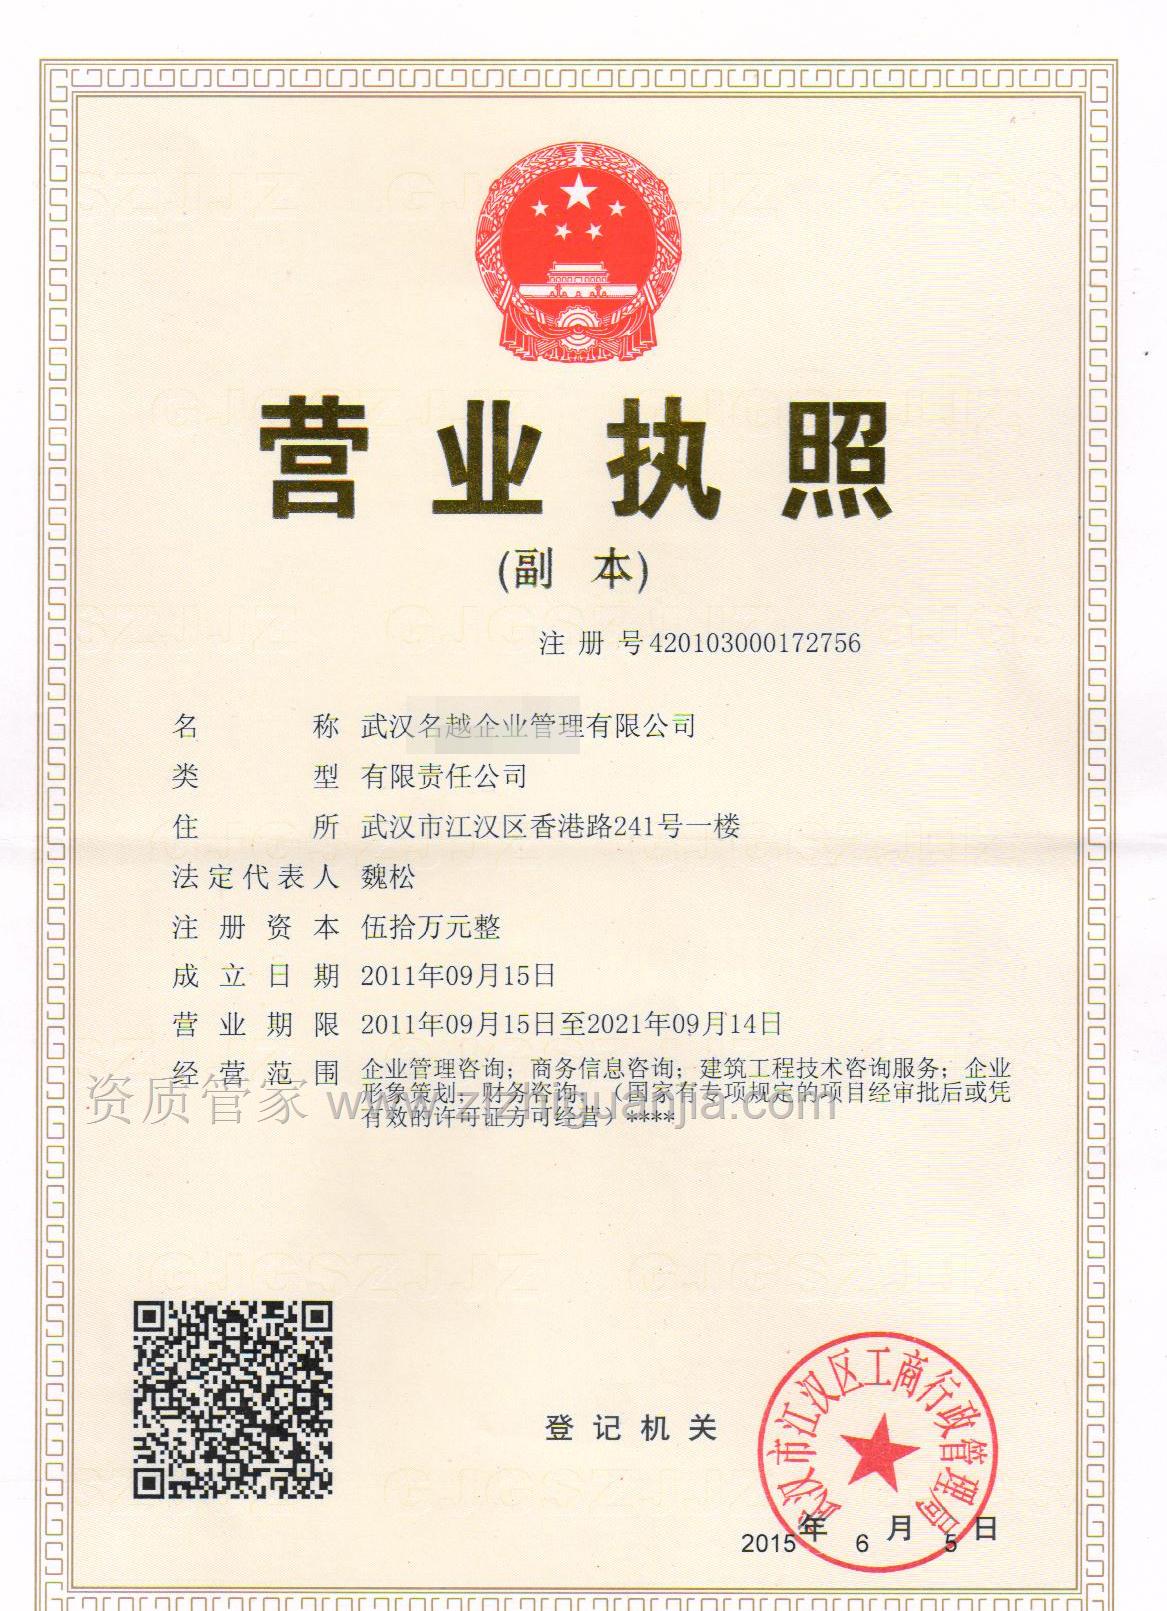 营业执照
(副 本)
注册号420103000172756
名称 武汉名越企业管理有限公司
类型 有限责任公司
住所 武汉市江汉区香港路241号一楼
法定代表人 魏松
注册资本 伍拾万元整
成立日期 2011年09月15日
营业期限 2011年09月15日至2021年09月14日
经营范围 企业管理咨询；商务信息咨询；建筑工程技术咨询服务；企业
形象策划；财务咨询。（国家有专项规定的项目经审批后或凭
有效的许可证方可经营）****
资质管家 www.zizhiguanjia.com
登记机关
武汉市江汉区工商行政管理局
2015年 6月 5日